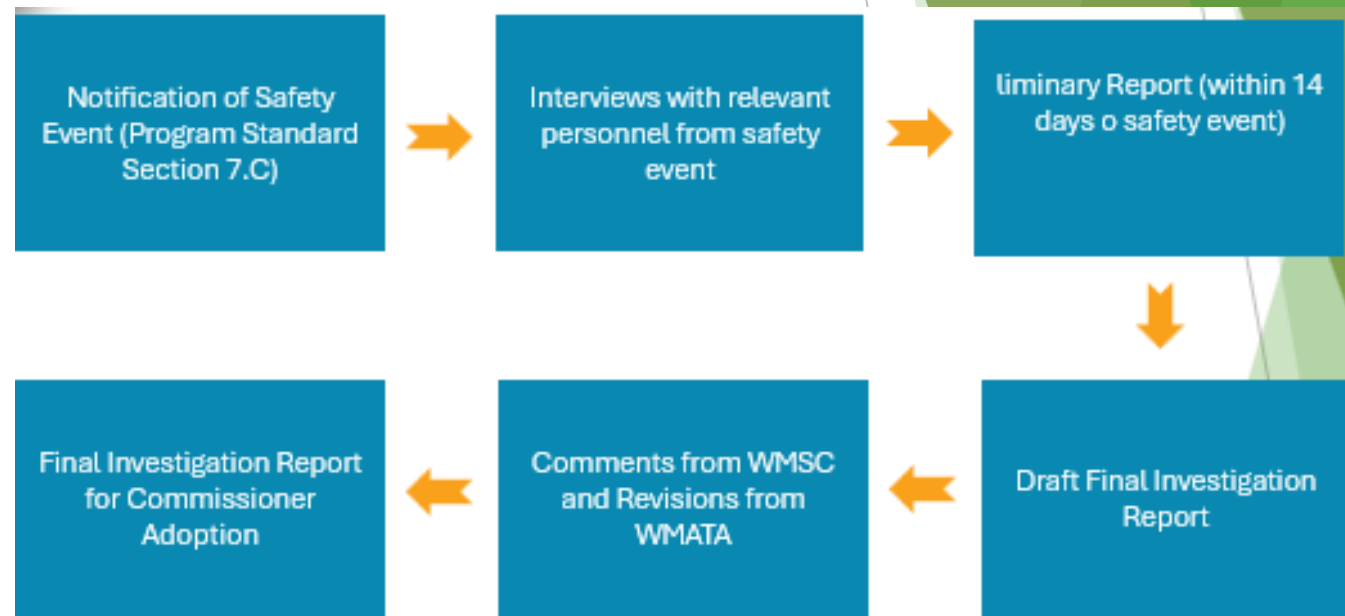 Notification of Safety
Event (Program Standard
Section 7.C)
Interviews with relevant
personnel from safety
event
liminary Report (within 14
days o safety event)
Draft Final Investigation
Report
Comments from WMSC
and Revisions from
WMATA
Final Investigation Report
for Commissioner
Adoption